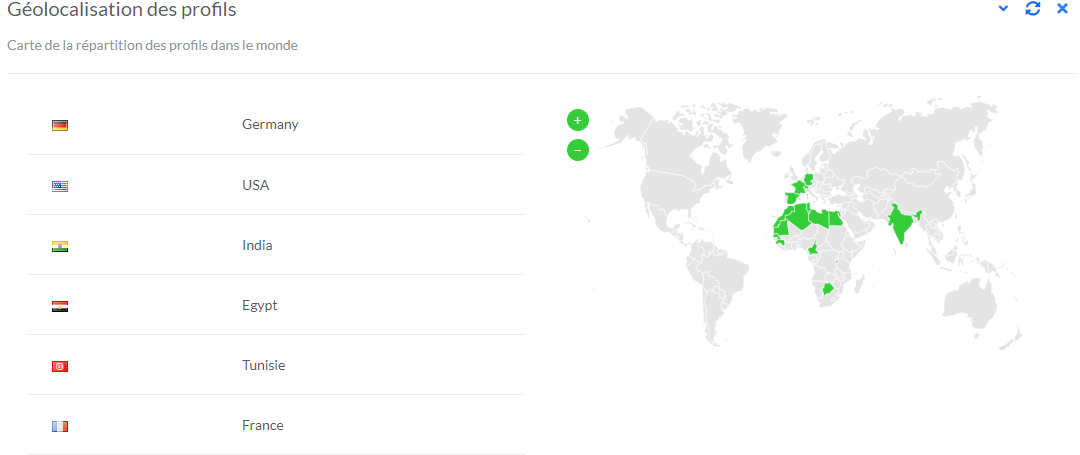 Géolocalisation des profils
Carte de la répartition des profils dans le monde
Germany
USA
India
Egypt
Tunisie
France
+
−